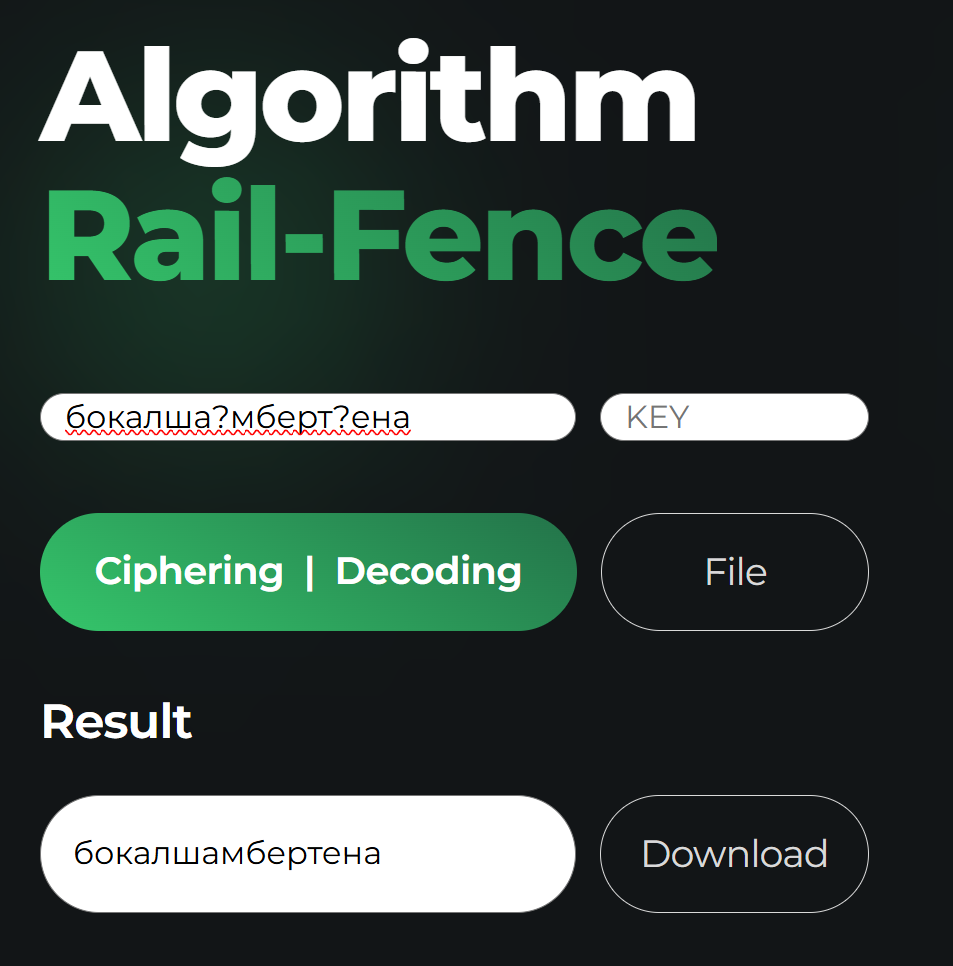 Algorithm
Rail-Fence
бокалша?мберт?ена
KEY
Ciphering | Decoding
File
Result
бокалшамбертена
Download